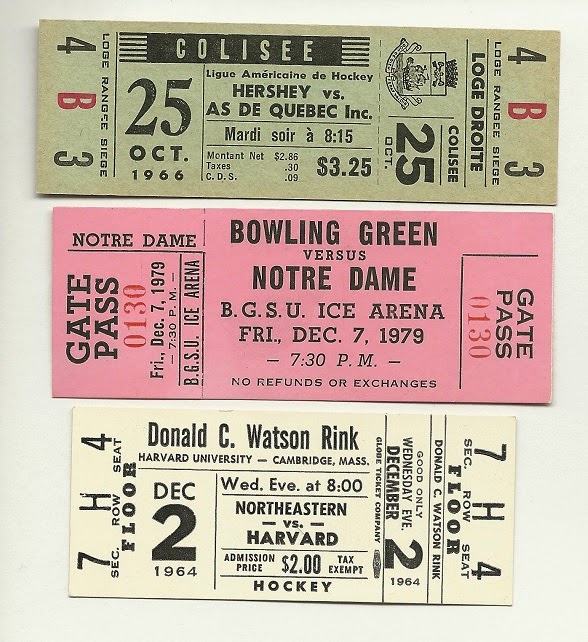 LOGE RANGEE SIEGE
4 B 3
25
OCT.
1966
COLISEE
Ligue Américaine de Hockey
HERSHEY vs.
AS DE QUEBEC Inc.
Mardi soir à 8:15
Montant Net $2.86
Taxes .30
C.D.S. .09
$3.25
OCT. 25
COLISEE
LOGE DROITE
LOGE RANGEE SIEGE
4 B 3
NOTRE DAME
GATE PASS
0130
Fri., Dec. 7, 1979
– 7:30 P.M. –
B.G.S.U. ICE ARENA
BOWLING GREEN
VERSUS
NOTRE DAME
B.G.S.U. ICE ARENA
FRI., DEC. 7, 1979
– 7:30 P.M. –
NO REFUNDS OR EXCHANGES
GATE PASS
0130
7 H 4
SEC. ROW SEAT
FLOOR
Donald C. Watson Rink
HARVARD UNIVERSITY — CAMBRIDGE, MASS.
DEC
2
1964
Wed. Eve. at 8:00
NORTHEASTERN
– vs. –
HARVARD
ADMISSION PRICE $2.00 TAX EXEMPT
HOCKEY
GLOBE TICKET COMPANY
DECEMBER
WEDNESDAY EVE.
GOOD ONLY
2
1964
DONALD C. WATSON RINK
FLOOR
SEC. ROW SEAT
7 H 4